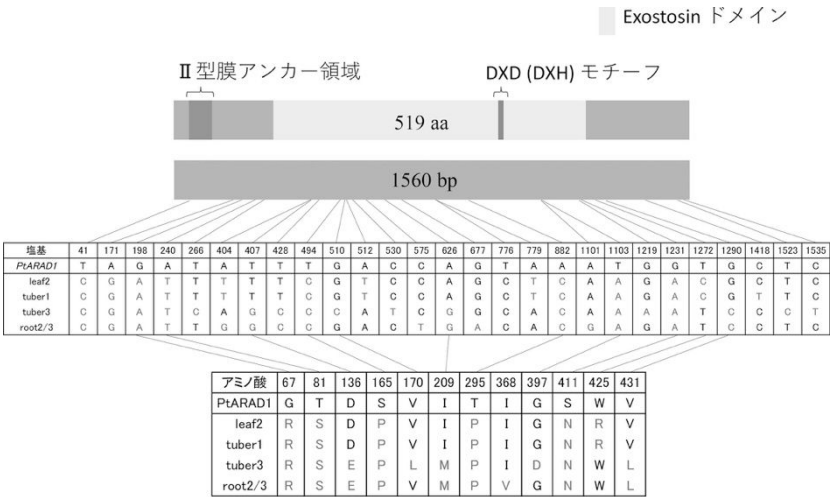 Exostosin ドメイン
Ⅱ型膜アンカー領域 DXD (DXH) モチーフ
519 aa
1560 bp
塩基 41 171 198 240 266 404 407 428 494 510 512 530 575 626 677 776 779 882 1101 1103 1219 1231 1272 1290 1418 1523 1535
PtARAD1 T A G A T A T T T G A C C A G T A A A T G G T G C T C
leaf2 C G A T T T T T C G T C C A G C T C A A G A C G C T C
tuber1 C G A T T T T T C G T C C A G C T C A A G A C G T T C
tuber3 C G A T C A G C C C A T C G G C A C A A A A T C C C T
root2/3 C G A T T G G C C G A C T G A C A C G A G A T C C T C
アミノ酸 67 81 136 165 170 209 295 368 397 411 425 431
PtARAD1 G T D S V I T I G S W V
leaf2 R S D P V I P I G N R V
tuber1 R S D P V I P I G N R V
tuber3 R S E P L M P I D N W L
root2/3 R S E P V M P V G N W L